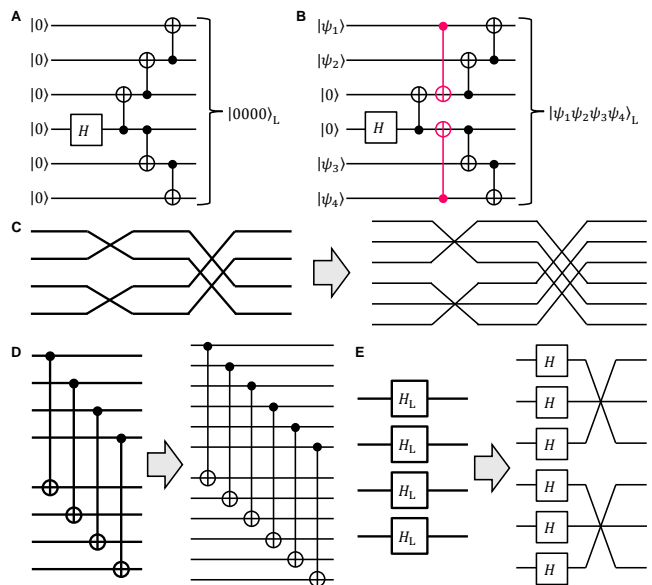 A
B
|0⟩ |ψ₁⟩
|0⟩ |ψ₂⟩
|0⟩ |0⟩
|0000⟩L |ψ₁ψ₂ψ₃ψ₄⟩L
|0⟩ H |0⟩ H
|0⟩ |ψ₃⟩
|0⟩ |ψ₄⟩
C
D
E
HL
HL
HL
HL
H
H
H
H
H
H